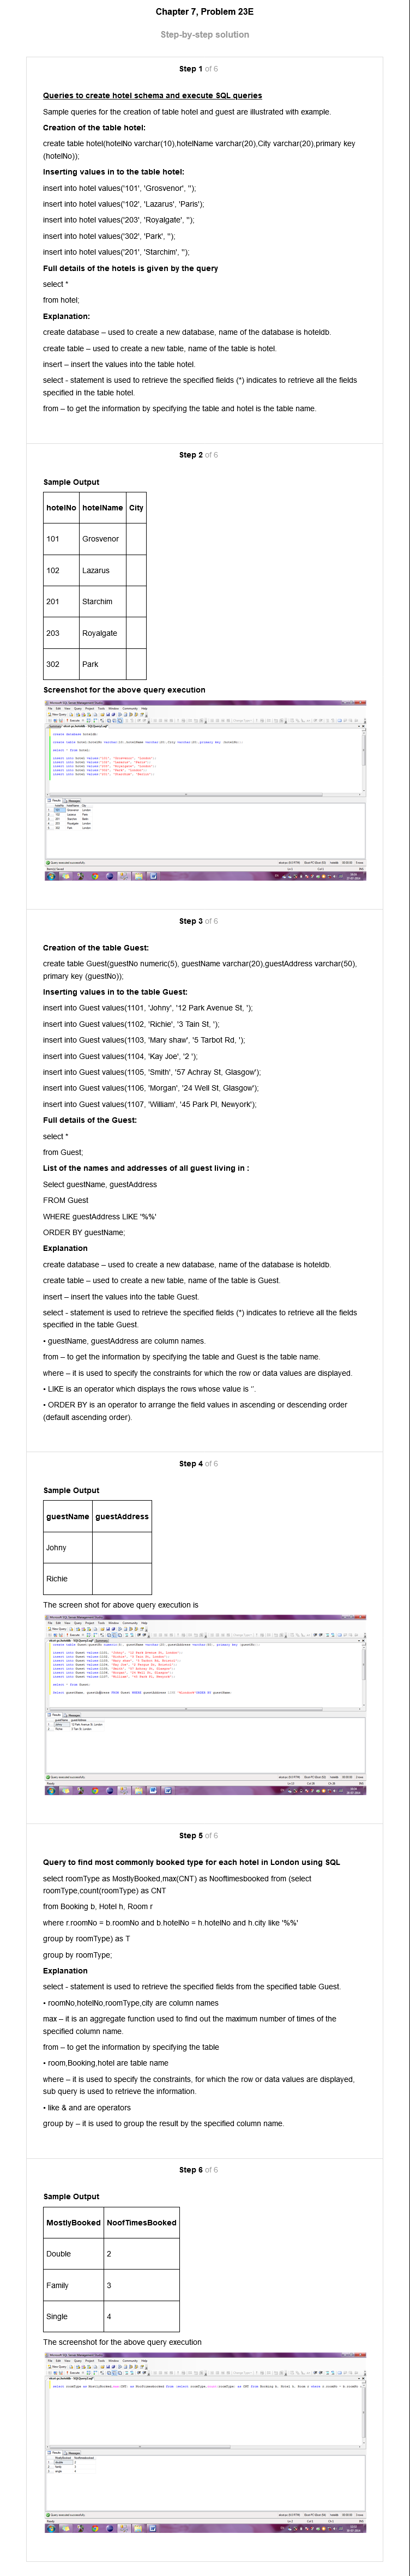 Chapter 7, Problem 23E
Step-by-step solution
Step 1 of 6
Queries to create hotel schema and execute SQL queries
Sample queries for the creation of table hotel and guest are illustrated with example.
Creation of the table hotel:
create table hotel(hotelNo varchar(10),hotelName varchar(20),City varchar(20),primary key
(hotelNo));
Inserting values in to the table hotel:
insert into hotel values('101', 'Grosvenor', '');
insert into hotel values('102', 'Lazarus', 'Paris');
insert into hotel values('203', 'Royalgate', '');
insert into hotel values('302', 'Park', '');
insert into hotel values('201', 'Starchim', '');
Full details of the hotels is given by the query
select *
from hotel;
Explanation:
create database – used to create a new database, name of the database is hoteldb.
create table – used to create a new table, name of the table is hotel.
insert – insert the values into the table hotel.
select - statement is used to retrieve the specified fields (*) indicates to retrieve all the fields
specified in the table hotel.
from – to get the information by specifying the table and hotel is the table name.
Step 2 of 6
Sample Output
hotelNo hotelName City
101 Grosvenor
102 Lazarus
201 Starchim
203 Royalgate
302 Park
Screenshot for the above query execution
Step 3 of 6
Creation of the table Guest:
create table Guest(guestNo numeric(5), guestName varchar(20),guestAddress varchar(50),
primary key (guestNo));
Inserting values in to the table Guest:
insert into Guest values(1101, 'Johny', '12 Park Avenue St, ');
insert into Guest values(1102, 'Richie', '3 Tain St, ');
insert into Guest values(1103, 'Mary shaw', '5 Tarbot Rd, ');
insert into Guest values(1104, 'Kay Joe', '2 ');
insert into Guest values(1105, 'Smith', '57 Achray St, Glasgow');
insert into Guest values(1106, 'Morgan', '24 Well St, Glasgow');
insert into Guest values(1107, 'William', '45 Park Pl, Newyork');
Full details of the Guest:
select *
from Guest;
List of the names and addresses of all guest living in :
Select guestName, guestAddress
FROM Guest
WHERE guestAddress LIKE '%%'
ORDER BY guestName;
Explanation
create database – used to create a new database, name of the database is hoteldb.
create table – used to create a new table, name of the table is Guest.
insert – insert the values into the table Guest.
select - statement is used to retrieve the specified fields (*) indicates to retrieve all the fields
specified in the table Guest.
• guestName, guestAddress are column names.
from – to get the information by specifying the table and Guest is the table name.
where – it is used to specify the constraints for which the row or data values are displayed.
• LIKE is an operator which displays the rows whose value is ''.
• ORDER BY is an operator to arrange the field values in ascending or descending order
(default ascending order).
Step 4 of 6
Sample Output
guestName guestAddress
Johny
Richie
The screen shot for above query execution is
Step 5 of 6
Query to find most commonly booked type for each hotel in London using SQL
select roomType as MostlyBooked,max(CNT) as Nooftimesbooked from (select
roomType,count(roomType) as CNT
from Booking b, Hotel h, Room r
where r.roomNo = b.roomNo and b.hotelNo = h.hotelNo and h.city like '%%'
group by roomType) as T
group by roomType;
Explanation
select - statement is used to retrieve the specified fields from the specified table Guest.
• roomNo,hotelNo,roomType,city are column names
max – it is an aggregate function used to find out the maximum number of times of the
specified column name.
from – to get the information by specifying the table
• room,Booking,hotel are table name
where – it is used to specify the constraints, for which the row or data values are displayed,
sub query is used to retrieve the information.
• like & and are operators
group by – it is used to group the result by the specified column name.
Step 6 of 6
Sample Output
MostlyBooked NoofTimesBooked
Double 2
Family 3
Single 4
The screenshot for the above query execution